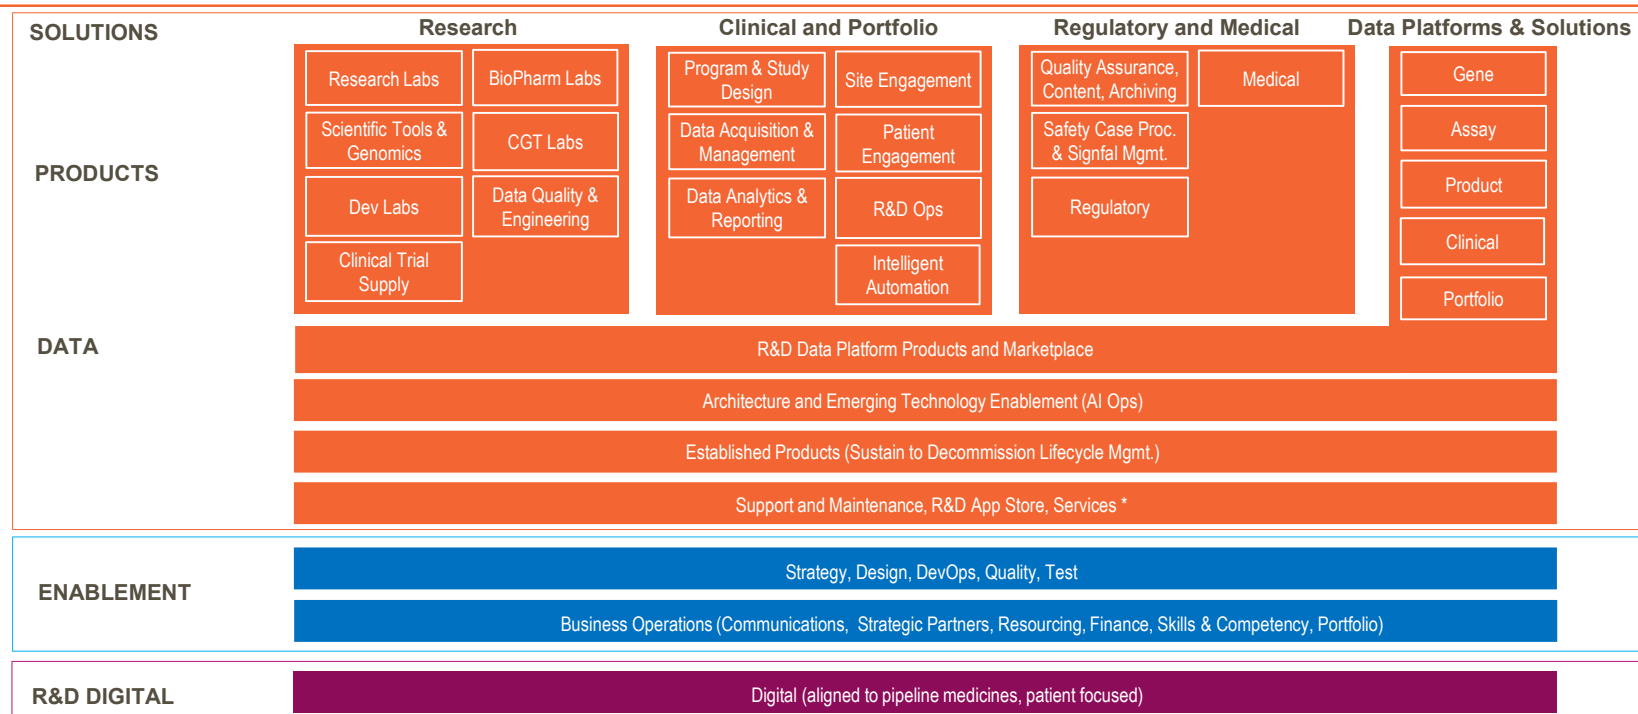 SOLUTIONS
Research
Clinical and Portfolio
Regulatory and Medical
Data Platforms & Solutions
PRODUCTS
Research Labs
BioPharm Labs
Scientific Tools &
Genomics
CGT Labs
Dev Labs
Data Quality &
Engineering
Clinical Trial
Supply
Program & Study
Design
Site Engagement
Data Acquisition &
Management
Patient
Engagement
Data Analytics &
Reporting
R&D Ops
Intelligent
Automation
Quality Assurance,
Content, Archiving
Medical
Safety Case Proc.
& Signfal Mgmt.
Regulatory
Gene
Assay
Product
Clinical
Portfolio
DATA
R&D Data Platform Products and Marketplace
Architecture and Emerging Technology Enablement (AI Ops)
Established Products (Sustain to Decommission Lifecycle Mgmt.)
Support and Maintenance, R&D App Store, Services *
ENABLEMENT
Strategy, Design, DevOps, Quality, Test
Business Operations (Communications, Strategic Partners, Resourcing, Finance, Skills & Competency, Portfolio)
R&D DIGITAL
Digital (aligned to pipeline medicines, patient focused)